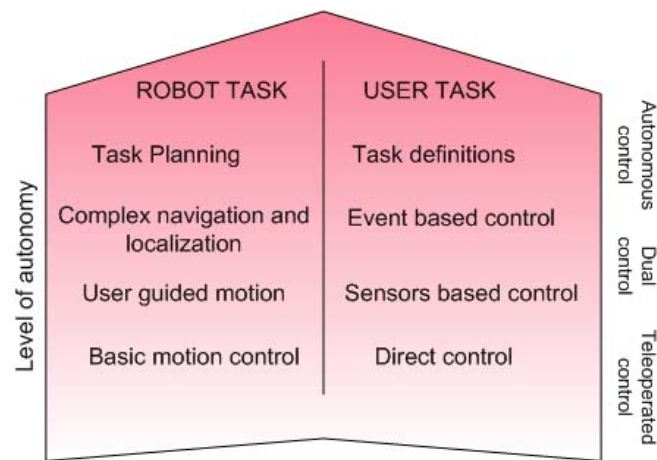 ROBOT TASK
USER TASK
Task Planning
Task definitions
Complex navigation and
localization
Event based control
User guided motion
Sensors based control
Basic motion control
Direct control
Level of autonomy
Autonomous
control
Dual
control
Teleoperated
control